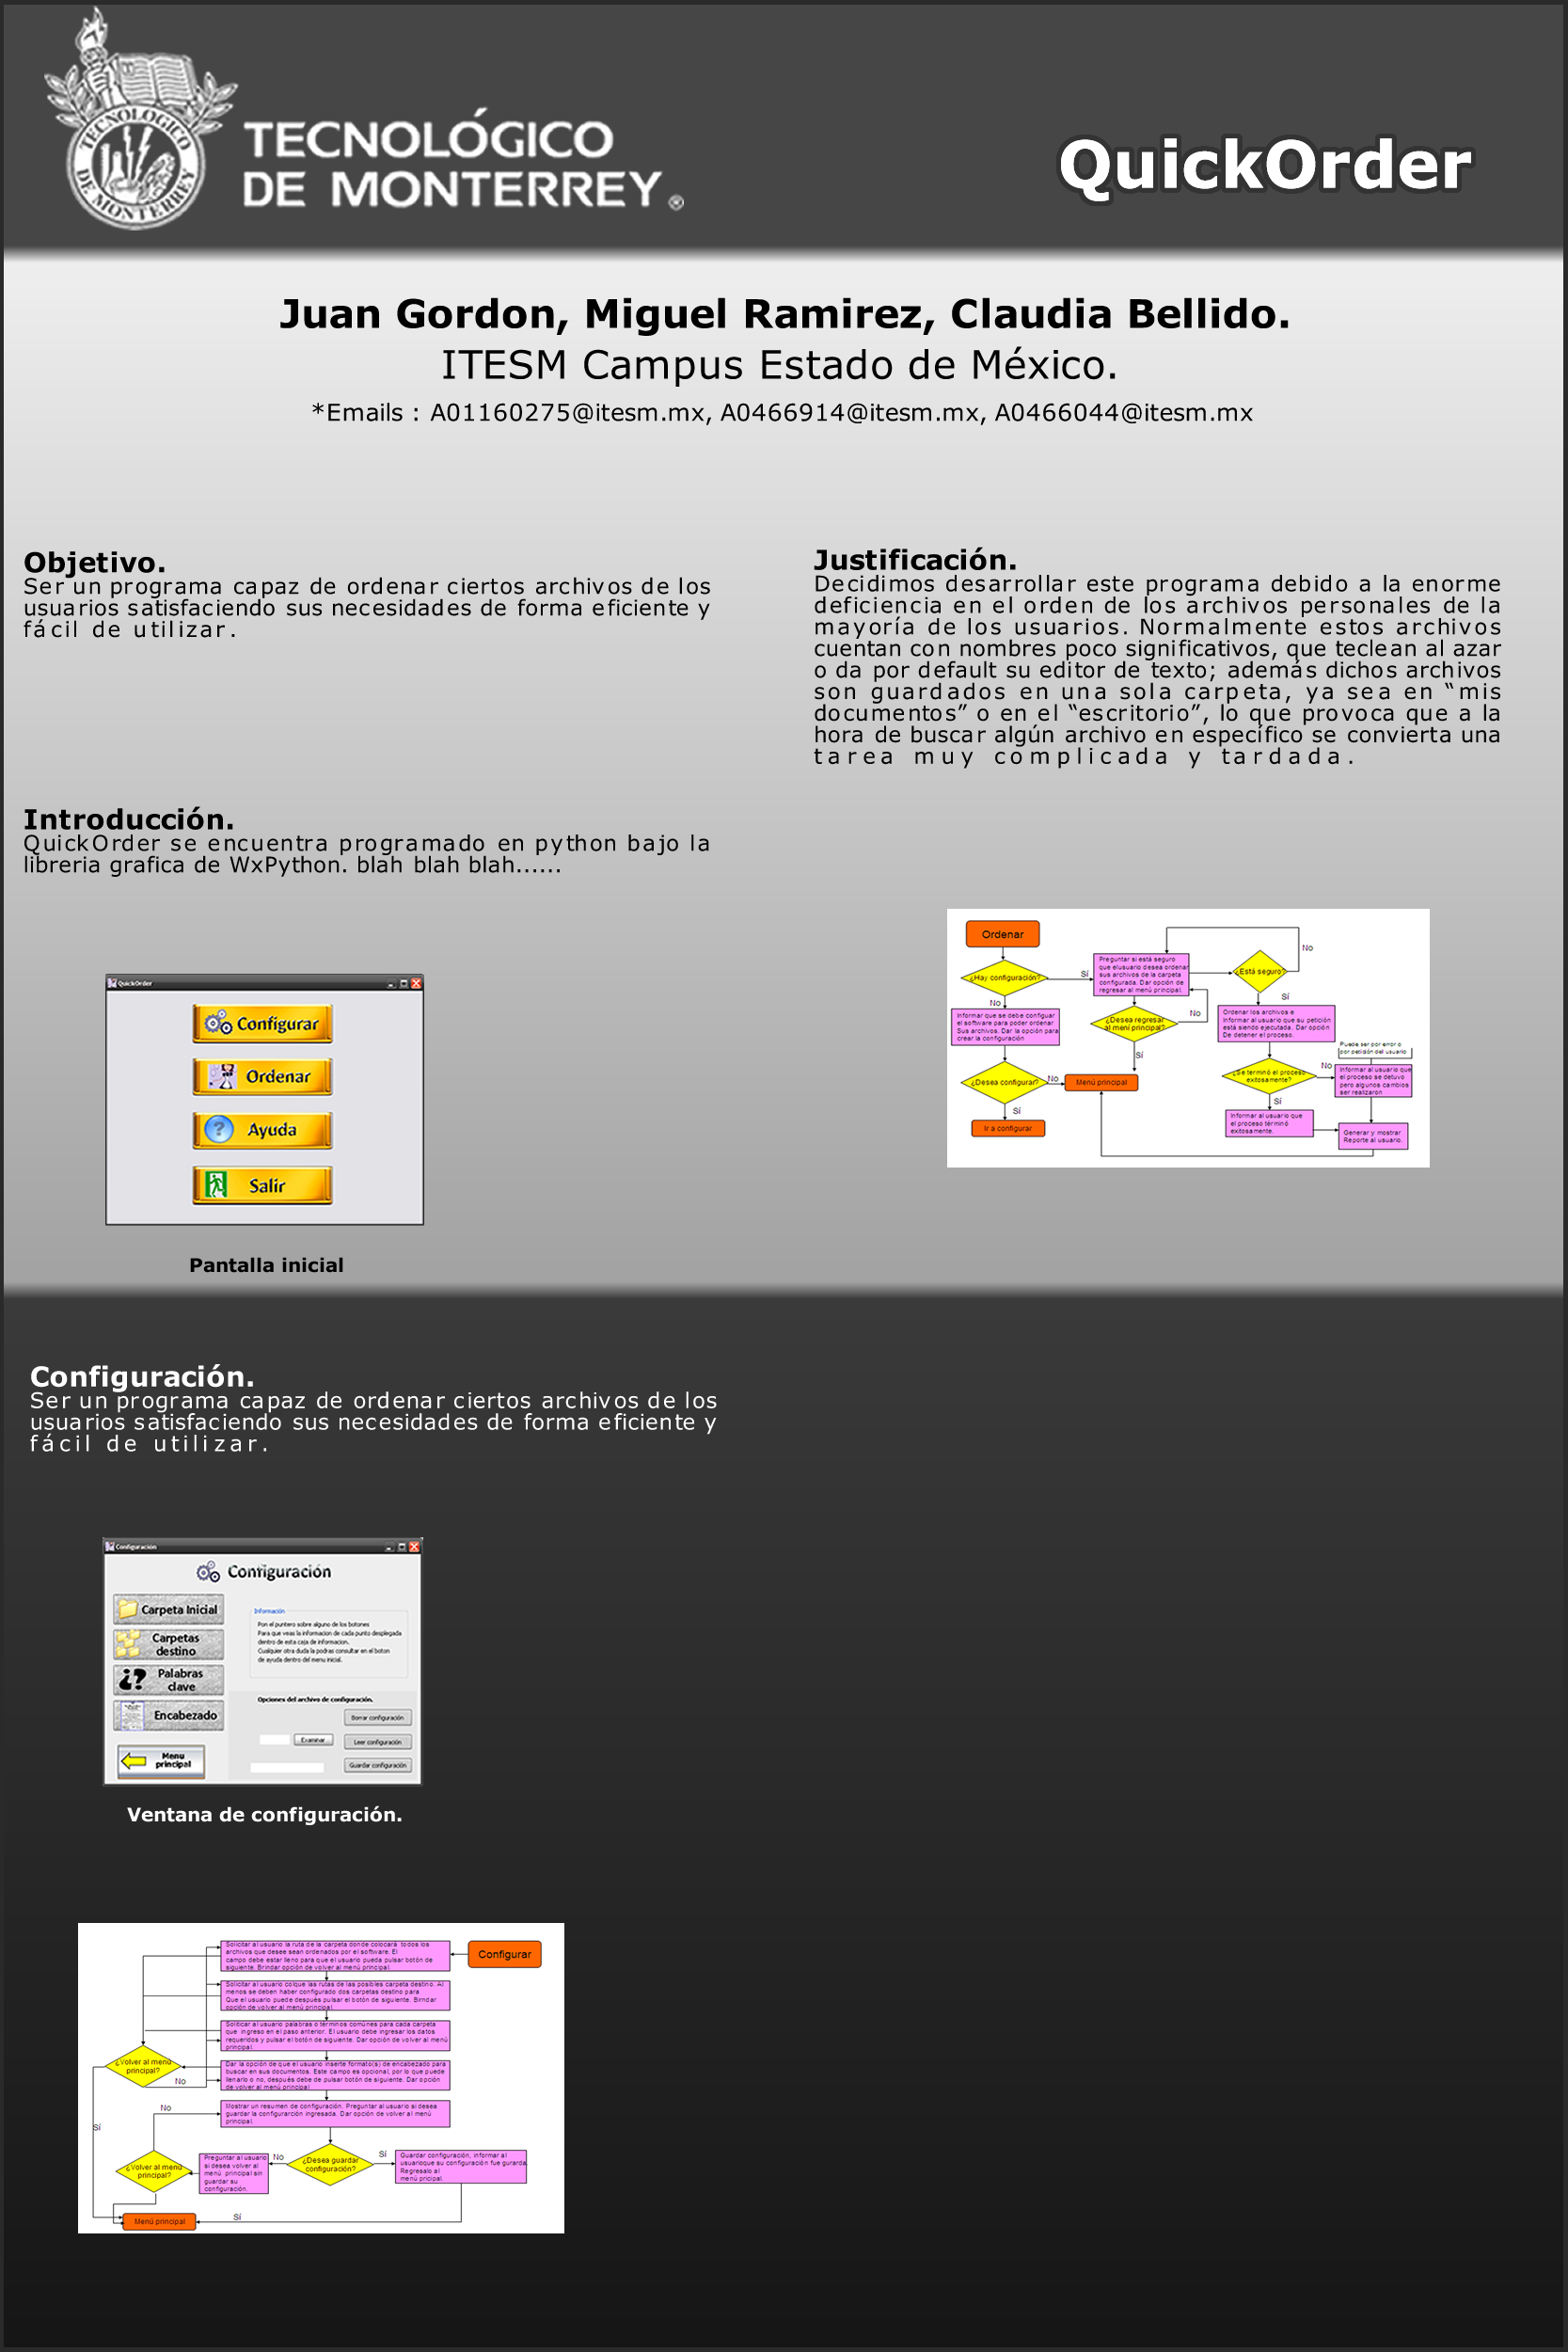 TECNOLÓGICO
DE MONTERREY®
TECNOLOGICO
DE MONTERREY
QuickOrder
Juan Gordon, Miguel Ramirez, Claudia Bellido.
ITESM Campus Estado de México.
*Emails : A01160275@itesm.mx, A0466914@itesm.mx, A0466044@itesm.mx
Objetivo.
Ser un programa capaz de ordenar ciertos archivos de los
usuarios satisfaciendo sus necesidades de forma eficiente y
fácil de utilizar.
Justificación.
Decidimos desarrollar este programa debido a la enorme
deficiencia en el orden de los archivos personales de la
mayoría de los usuarios. Normalmente estos archivos
cuentan con nombres poco significativos, que teclean al azar
o da por default su editor de texto; además dichos archivos
son guardados en una sola carpeta, ya sea en “mis
documentos” o en el “escritorio”, lo que provoca que a la
hora de buscar algún archivo en específico se convierta una
tarea muy complicada y tardada.
Introducción.
QuickOrder se encuentra programado en python bajo la
libreria grafica de WxPython. blah blah blah......
QuickOrder
Configurar
Ordenar
Ayuda
Salir
Pantalla inicial
Ordenar
¿Hay configuración?
Sí
No
Preguntar si está seguro
que elusuario desea ordenar
sus archivos de la carpeta
configurada. Dar opción de
regresar al menú principal.
¿Está seguro?
No
Sí
Informar que se debe configuar
el software para poder ordenar
Sus archivos. Dar la opción para
crear la configuración
¿Desea regresar
al mení principal?
No
Sí
Ordenar los archivos e
Informar al usuario que su petición
está siendo ejecutada. Dar opción
De detener el proceso.
Puede ser por error o
por petisión del usuario
¿Desea configurar?
No
Sí
Menú principal
¿Se terminó el proceso
exitosamente?
No
Sí
Informar al usuario que
el proceso se detuvo
pero algunos cambios
se realizaron
Ir a configurar
Informar al usuario que
el proceso térmínó
exitosamente.
Generar y mostrar
Reporte al usuario.
Configuración.
Ser un programa capaz de ordenar ciertos archivos de los
usuarios satisfaciendo sus necesidades de forma eficiente y
fácil de utilizar.
Configuración
Configuración
Carpeta Inicial
Carpetas
destino
Palabras
clave
Encabezado
Menu
principal
Información
Pon el puntero sobre alguno de los botones
Para que veas la informacion de cada punto desplegada
dentro de esta caja de informacion.
Cualquier otra duda la podras consultar en el boton
de ayuda dentro del menu inicial.
Opciones del archivo de configuración.
Borrar configuración
Examinar
Leer configuración
Guardar configuración
Ventana de configuración.
Configurar
Solicitar al usuario la ruta de la carpeta donde colocará todos los
archivos que desee sean ordenados por el software. El
campo debe estar lleno para que el usuario pueda pulsar botón de
siguiente. Brindar opción de volver al menú principal.
Solicitar al usuario colque las rutas de las posibles carpeta destino. Al
menos se deben haber configurado dos carpetas destino para
Que el usuario puede después pulsar el botón de siguiente. Birndar
opción de volver al menú principal.
Soliticar al usuario palabras o términos comúnes para cada carpeta
que ingreso en el paso anterior. El usuario debe ingresar los datos
requeridos y pulsar el botón de siguiente. Dar opción de volver al menú
principal.
Dar la opción de que el usuario inserte formato(s) de encabezado para
buscar en sus documentos. Este campo es opcional, por lo que puede
llenarlo o no, después debe de pulsar botón de siguiente. Dar opción
de volver al menú principal
¿Volver al menú
principal?
No
Sí
Mostrar un resumen de configuración. Preguntar al usuario si desea
guardar la configurarción ingresada. Dar opción de volver al menú
principal.
No
¿Volver al menú
principal?
Preguntar al usuario
si desea volver al
menú principal sin
guardar su
configuración.
No
¿Desea guardar
configuración?
Sí
Guardar configuración, informar al
usuarioque su configuración fue gurarda.
Regresalo al
menú pricipal.
Menú principal
Sí